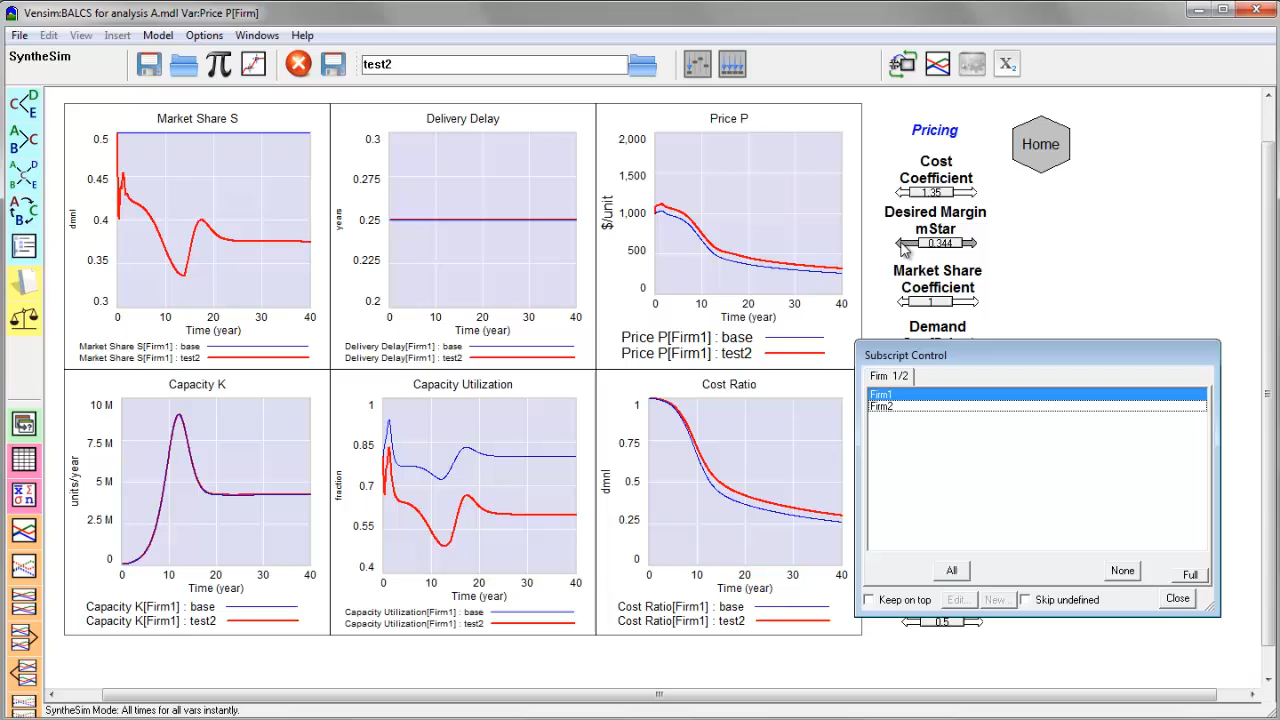 Vensim:BALCS for analysis A.mdl Var:Price P[Firm]
File Edit View Insert Model Options Windows Help
SyntheSim
test2
X2
C D E
A B C
A B C D E
A B C
Market Share S
0.5
0.45
0.4
0.35
0.3
dmnl
0 10 20 30 40
Time (year)
Market Share S[Firm1] : base
Market Share S[Firm1] : test2
Delivery Delay
0.3
0.275
0.25
0.225
0.2
years
0 10 20 30 40
Time (year)
Delivery Delay[Firm1] : base
Delivery Delay[Firm1] : test2
Price P
2,000
1,500
1,000
500
0
$/unit
0 10 20 30 40
Time (year)
Price P[Firm1] : base
Price P[Firm1] : test2
Capacity K
10 M
7.5 M
5 M
2.5 M
0
units/year
0 10 20 30 40
Time (year)
Capacity K[Firm1] : base
Capacity K[Firm1] : test2
Capacity Utilization
1
0.85
0.7
0.55
0.4
fraction
0 10 20 30 40
Time (year)
Capacity Utilization[Firm1] : base
Capacity Utilization[Firm1] : test2
Cost Ratio
1
0.75
0.5
0.25
0
dmnl
0 10 20 30 40
Time (year)
Cost Ratio[Firm1] : base
Cost Ratio[Firm1] : test2
Pricing
Home
Cost
Coefficient
1.35
Desired Margin
mStar
0.344
Market Share
Coefficient
1
Demand
Subscript Control
Firm 1/2
Firm1
Firm2
All
None
Full
Keep on top
Edit...
New...
Skip undefined
Close
0.5
SyntheSim Mode: All times for all vars instantly.